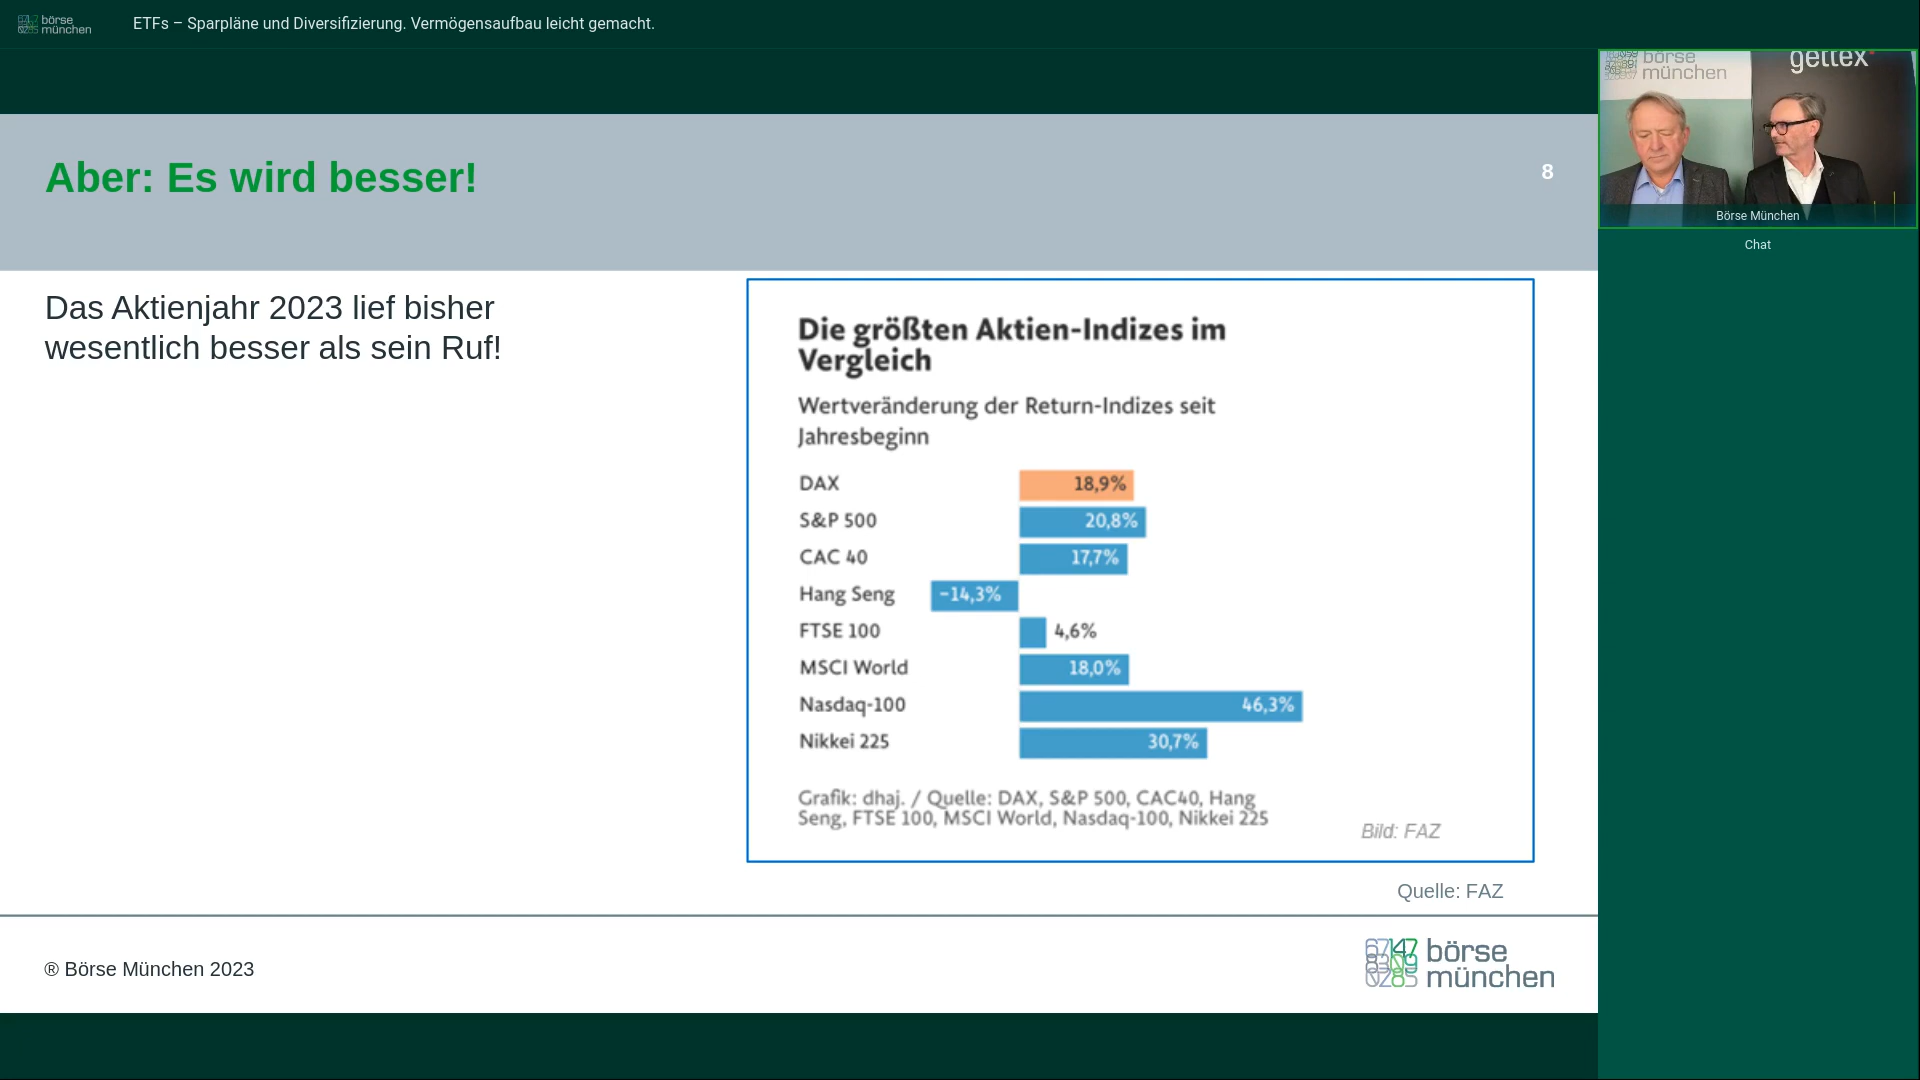 börse
münchen
ETFs – Sparpläne und Diversifizierung. Vermögensaufbau leicht gemacht.
börse
münchen
gettex
Börse München
Chat
Aber: Es wird besser!
8
Das Aktienjahr 2023 lief bisher
wesentlich besser als sein Ruf!
Die größten Aktien-Indizes im
Vergleich
Wertveränderung der Return-Indizes seit
Jahresbeginn
DAX 18,9%
S&P 500 20,8%
CAC 40 17,7%
Hang Seng −14,3%
FTSE 100 4,6%
MSCI World 18,0%
Nasdaq-100 46,3%
Nikkei 225 30,7%
Grafik: dhaj. / Quelle: DAX, S&P 500, CAC40, Hang
Seng, FTSE 100, MSCI World, Nasdaq-100, Nikkei 225
Bild: FAZ
Quelle: FAZ
® Börse München 2023
börse
münchen